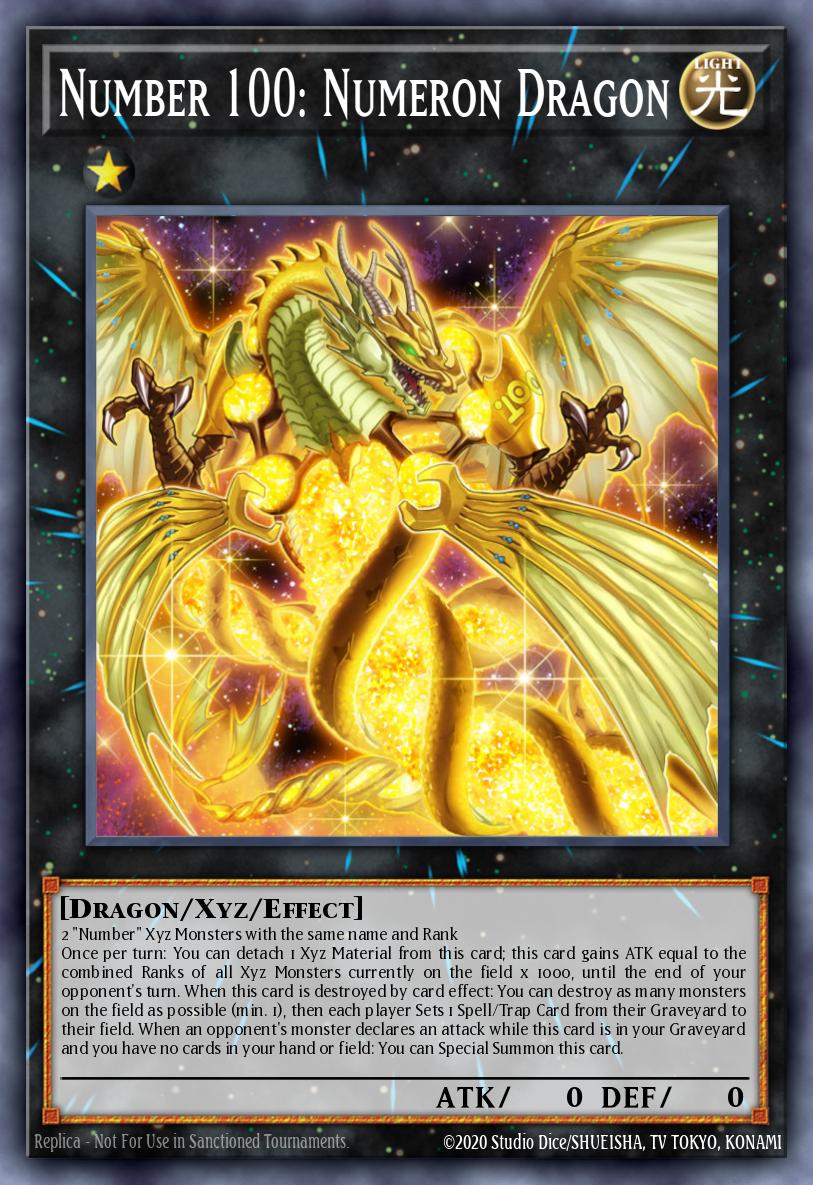 Number 100: Numeron Dragon
LIGHT
光
100
[Dragon/Xyz/Effect]
2 "Number" Xyz Monsters with the same name and Rank
Once per turn: You can detach 1 Xyz Material from this card; this card gains ATK equal to the
combined Ranks of all Xyz Monsters currently on the field x 1000, until the end of your
opponent's turn. When this card is destroyed by card effect: You can destroy as many monsters
on the field as possible (min. 1), then each player Sets 1 Spell/Trap Card from their Graveyard to
their field. When an opponent's monster declares an attack while this card is in your Graveyard
and you have no cards in your hand or field: You can Special Summon this card.
ATK/ 0 DEF/ 0
Replica - Not For Use in Sanctioned Tournaments.
©2020 Studio Dice/SHUEISHA, TV TOKYO, KONAMI